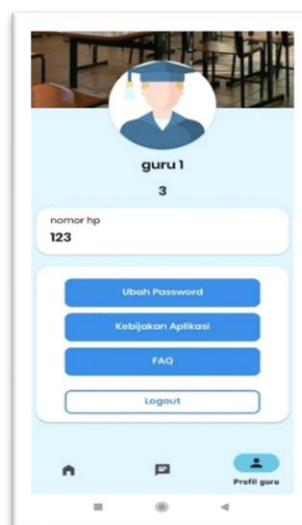 guru 1
3
nomor hp
123
Ubah Password
Kebijakan Aplikasi
FAQ
Logout
Profil guru